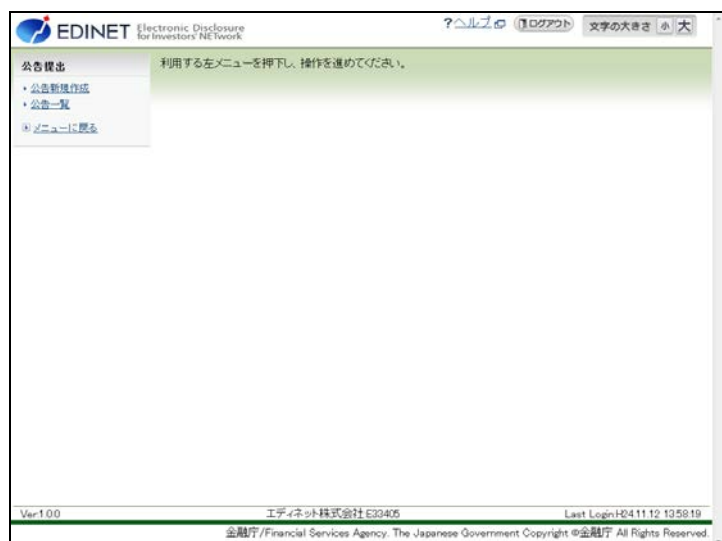 EDINET Electronic Disclosure for Investors' NETwork
?ヘルプ ログアウト 文字の大きさ 小 大
公告提出
利用する左メニューを押下し、操作を進めてください。
公告新規作成
公告一覧
メニューに戻る
Ver.1.0.0 エディネット株式会社:E33405 Last Login:H24.11.12 13:58:19
金融庁/Financial Services Agency. The Japanese Government Copyright ©金融庁 All Rights Reserved.